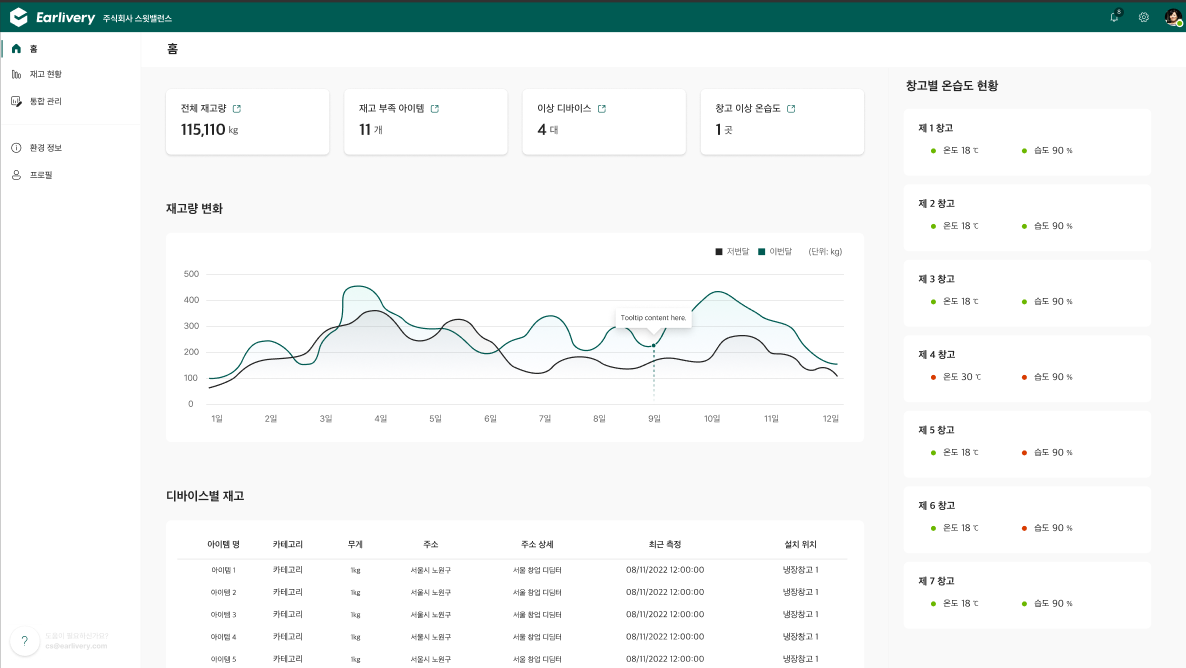 Earlivery 주식회사 스윗밸런스
6
홈
재고 현황
통합 관리
환경 정보
프로필
홈
전체 재고량
115,110 kg
재고 부족 아이템
11 개
이상 디바이스
4 대
창고 이상 온습도
1 곳
재고량 변화
저번달 이번달 (단위: kg)
500
400
300
200
100
0
Tooltip content here.
1일 2일 3일 4일 5일 6일 7일 8일 9일 10일 11일 12일
디바이스별 재고
아이템 명 카테고리 무게 주소 주소 상세 최근 측정 설치 위치
아이템 1 카테고리 1kg 서울시 노원구 서울 창업 디딤터 08/11/2022 12:00:00 냉장창고 1
아이템 2 카테고리 1kg 서울시 노원구 서울 창업 디딤터 08/11/2022 12:00:00 냉장창고 1
아이템 3 카테고리 1kg 서울시 노원구 서울 창업 디딤터 08/11/2022 12:00:00 냉장창고 1
아이템 4 카테고리 1kg 서울시 노원구 서울 창업 디딤터 08/11/2022 12:00:00 냉장창고 1
아이템 5 카테고리 1kg 서울시 노원구 서울 창업 디딤터 08/11/2022 12:00:00 냉장창고 1
창고별 온습도 현황
제 1 창고
온도 18 ℃ 습도 90 %
제 2 창고
온도 18 ℃ 습도 90 %
제 3 창고
온도 18 ℃ 습도 90 %
제 4 창고
온도 30 ℃ 습도 90 %
제 5 창고
온도 18 ℃ 습도 90 %
제 6 창고
온도 18 ℃ 습도 90 %
제 7 창고
온도 18 ℃ 습도 90 %
?
도움이 필요하신가요?
cs@earlivery.com